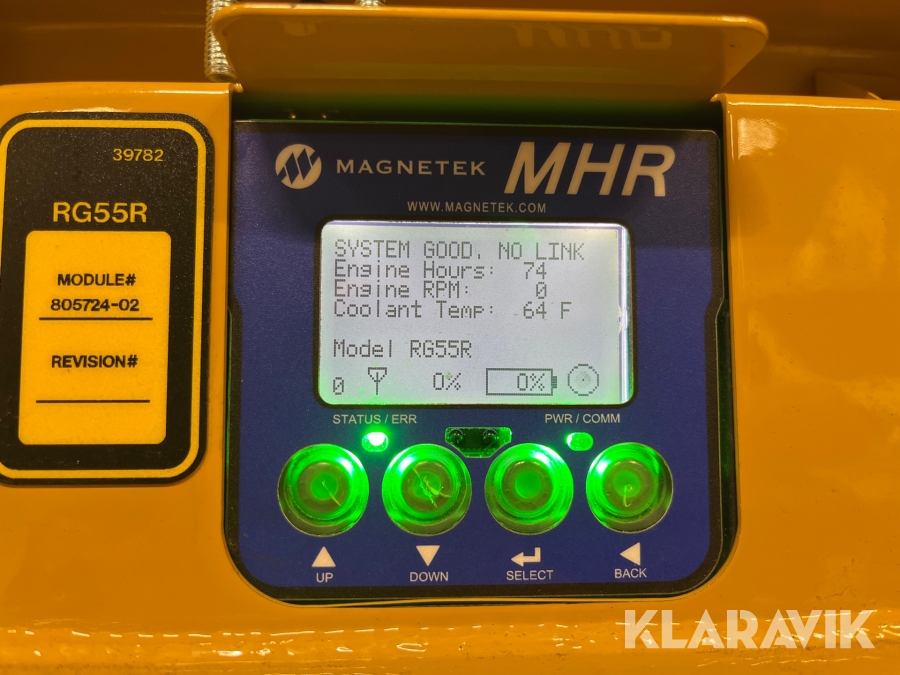 39782
RG55R
MODULE#
805724-02
REVISION#
MAGNETEK MHR
WWW.MAGNETEK.COM
SYSTEM GOOD, NO LINK
Engine Hours: 74
Engine RPM: 0
Coolant Temp: 64 F
Model RG55R
0 0% 0%
STATUS / ERR PWR / COMM
UP DOWN SELECT BACK
KLARAVIK